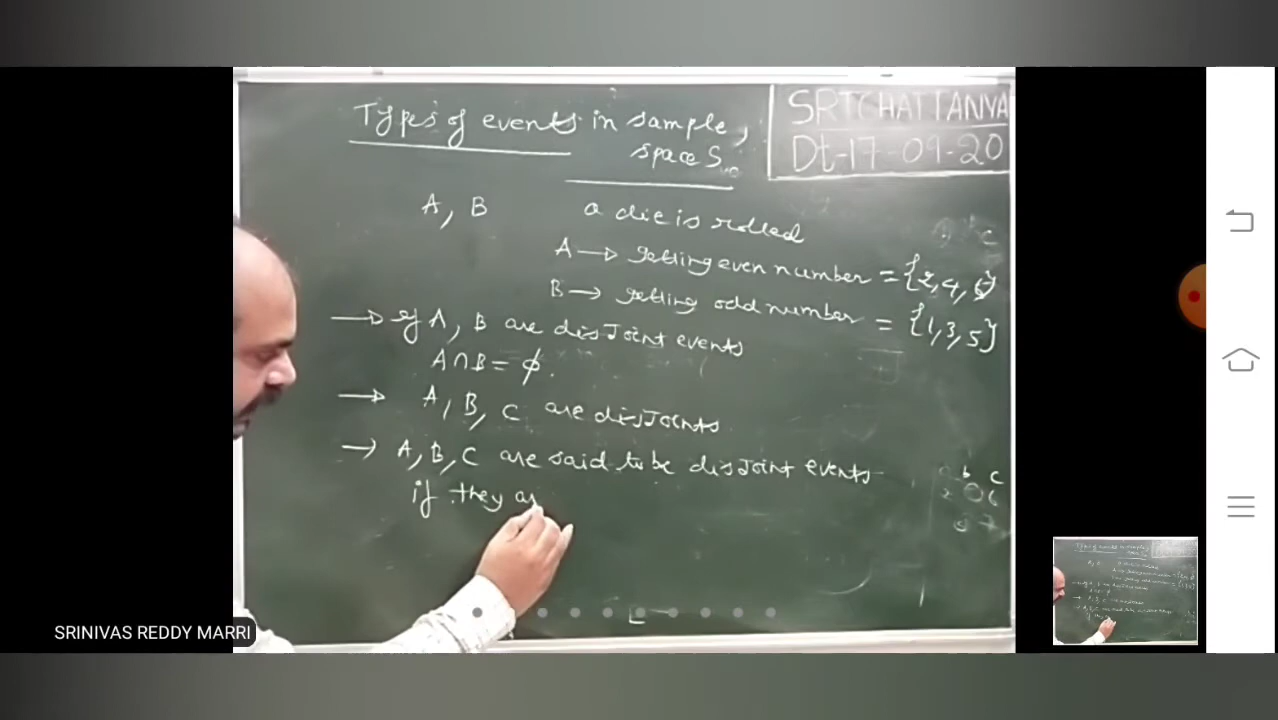 Types of events in sample,
space S
SRICHAITANYA
Dt-17-09-20
A, B
a die is rolled
A → getting even number = {2,4,6}
B → getting odd number = {1,3,5}
→ if A, B are disjoint events
A∩B = ϕ.
→ A, B, C are disjoints
→ A, B, C are said to be disjoint events
if they ar
b c
SRINIVAS REDDY MARRI